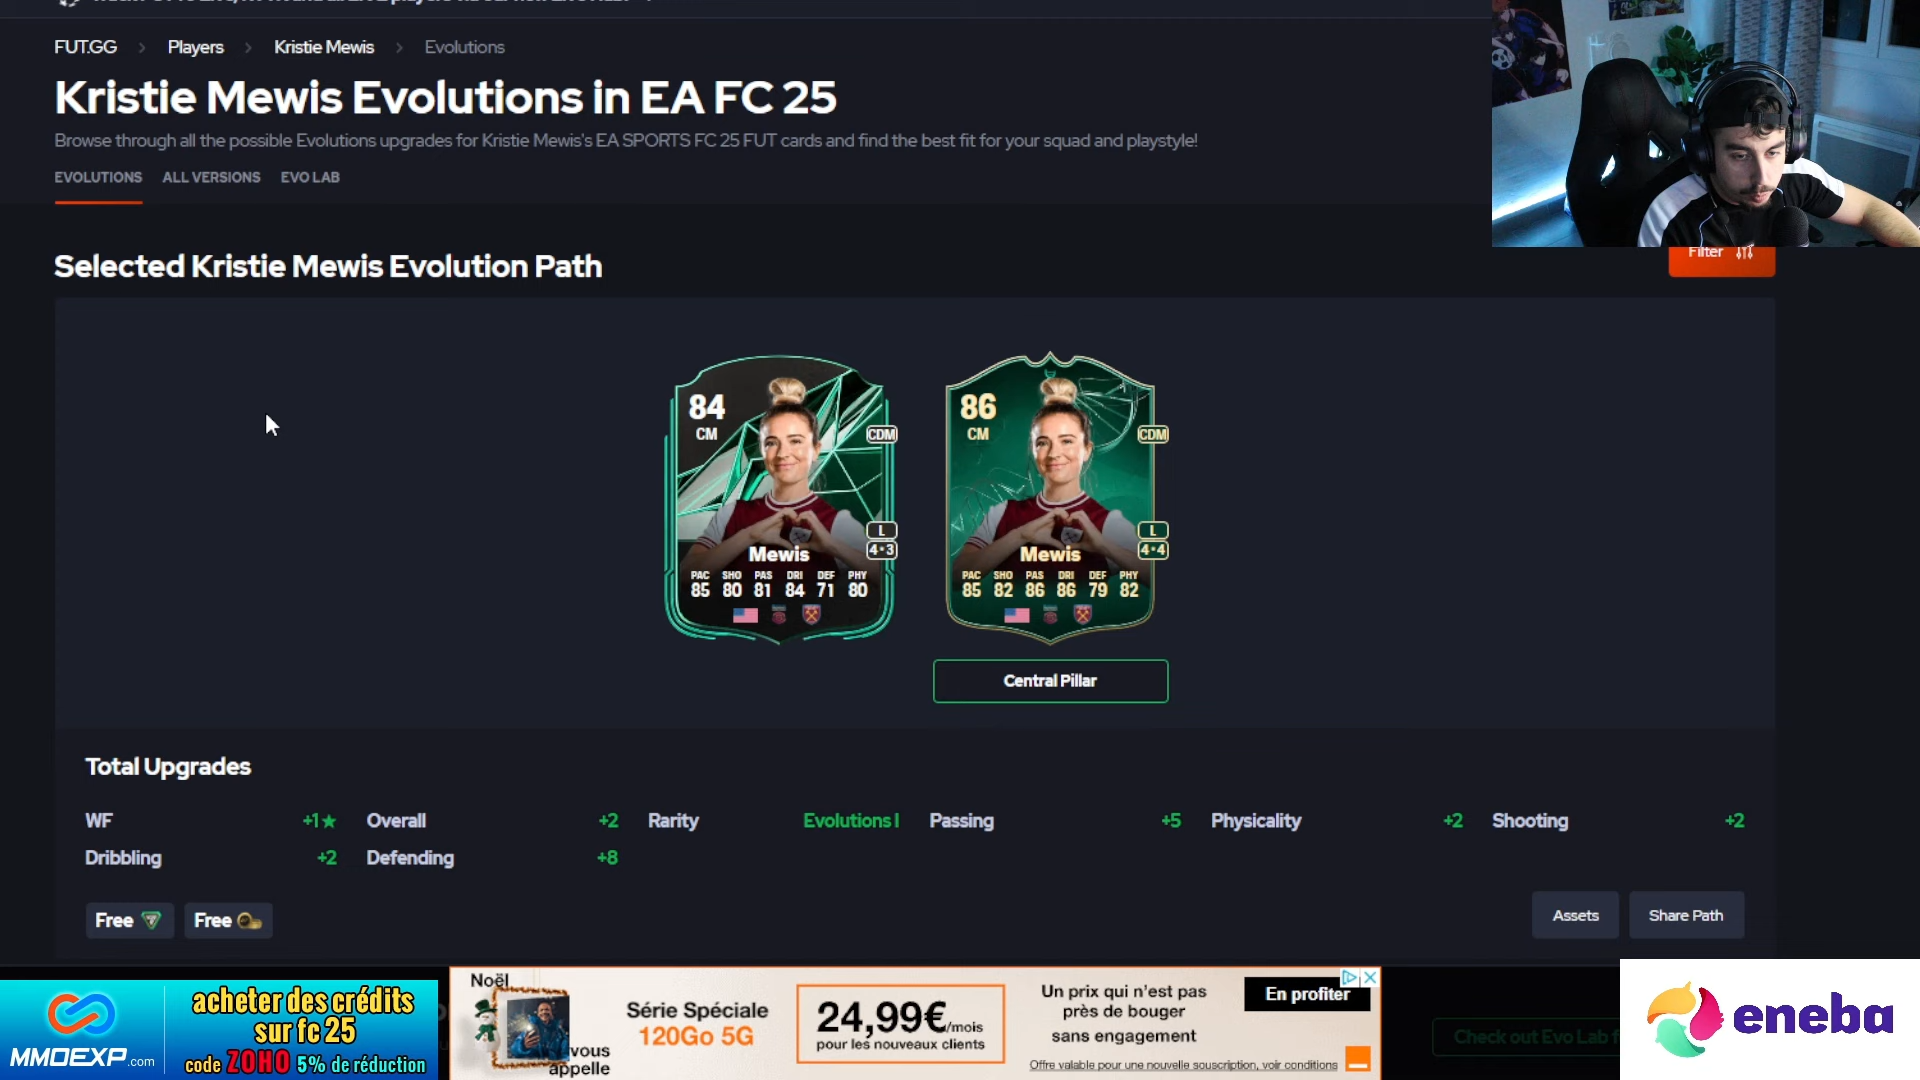 FUT.GG > Players > Kristie Mewis > Evolutions
Kristie Mewis Evolutions in EA FC 25
Browse through all the possible Evolutions upgrades for Kristie Mewis's EA SPORTS FC 25 FUT cards and find the best fit for your squad and playstyle!
EVOLUTIONS ALL VERSIONS EVO LAB
Filter
Selected Kristie Mewis Evolution Path
84
CM
CDM
L
4★3
Mewis
PAC SHO PAS DRI DEF PHY
85 80 81 84 71 80
86
CM
CDM
L
4★4
Mewis
PAC SHO PAS DRI DEF PHY
85 82 86 86 79 82
Central Pillar
Total Upgrades
WF +1★ Overall +2 Rarity Evolutions I Passing +5 Physicality +2 Shooting +2
Dribbling +2 Defending +8
Free Free
Assets Share Path
MMOEXP.com
acheter des crédits
sur fc 25
code ZOHO 5% de réduction
Noël
vous
appelle
Série Spéciale
120Go 5G
24,99€/mois
pour les nouveaux clients
Un prix qui n'est pas
près de bouger
sans engagement
En profiter
Offre valable pour une nouvelle souscription, voir conditions
Check out Evo Lab f
eneba